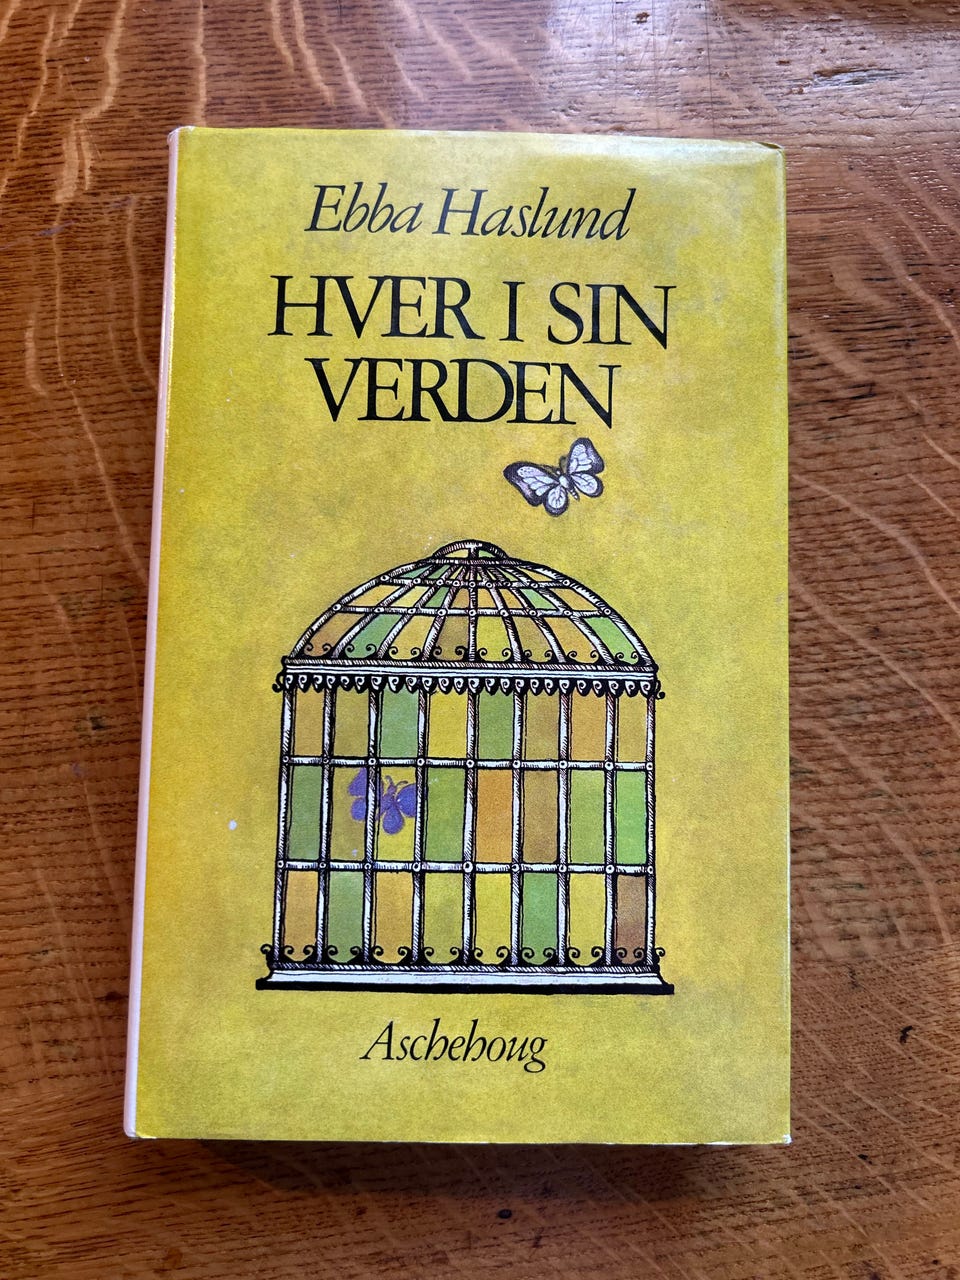 Ebba Haslund
HVER I SIN
VERDEN
Aschehoug